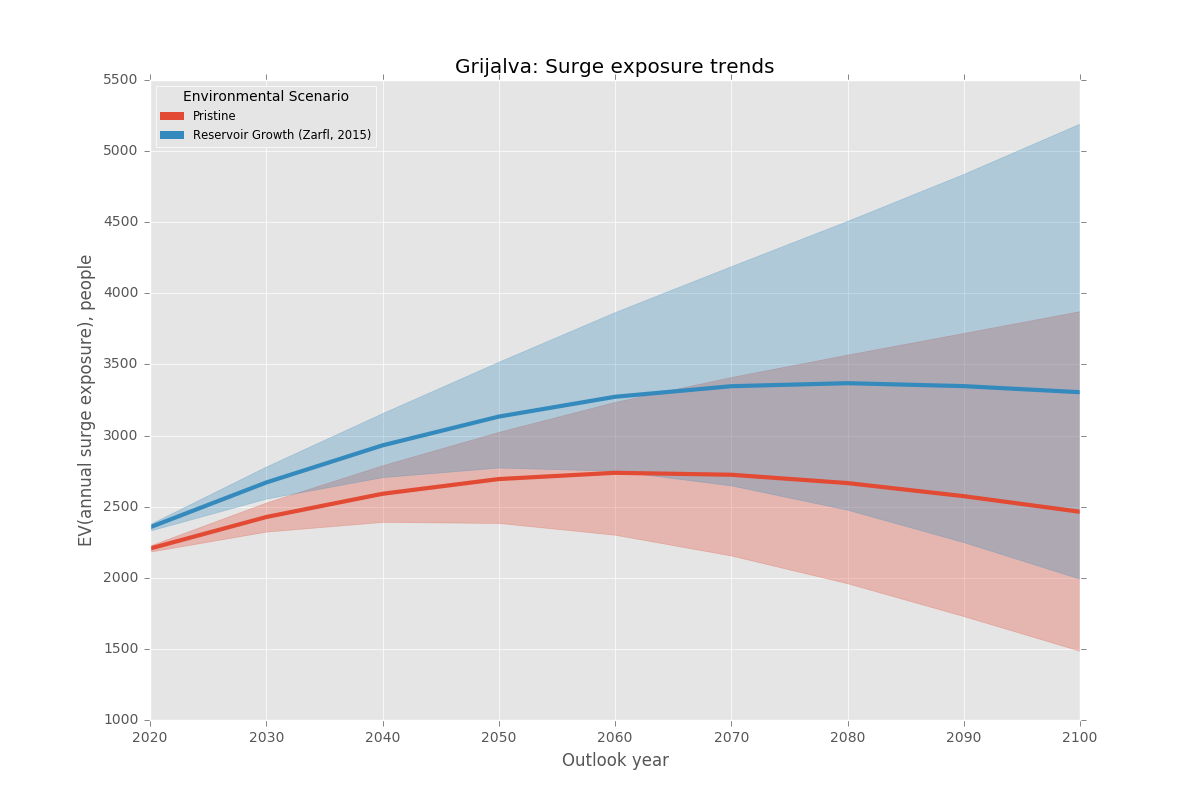 Grijalva: Surge exposure trends
Environmental Scenario
Pristine
Reservoir Growth (Zarfl, 2015)
EV(annual surge exposure), people
5500
5000
4500
4000
3500
3000
2500
2000
1500
1000
2020 2030 2040 2050 2060 2070 2080 2090 2100
Outlook year